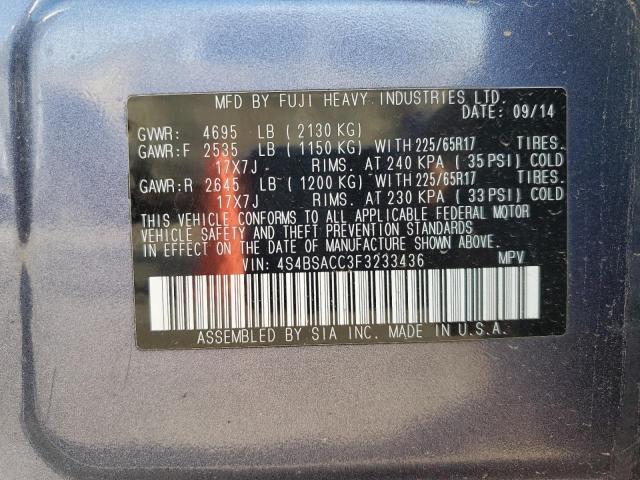 MFD BY FUJI HEAVY INDUSTRIES LTD.
DATE: 09/14
GVWR: 4695 LB (2130 KG)
GAWR:F 2535 LB (1150 KG) WITH 225/65R17 TIRES.
17X7J RIMS. AT 240 KPA (35 PSI) COLD
GAWR:R 2645 LB (1200 KG) WITH 225/65R17 TIRES.
17X7J RIMS. AT 230 KPA (33 PSI) COLD
THIS VEHICLE CONFORMS TO ALL APPLICABLE FEDERAL MOTOR
VEHICLE SAFETY AND THEFT PREVENTION STANDARDS
IN EFFECT ON THE DATE OF MANUFACTURE SHOWN ABOVE.
VIN: 4S4BSACC3F3233436 MPV
ASSEMBLED BY SIA INC. MADE IN U.S.A.